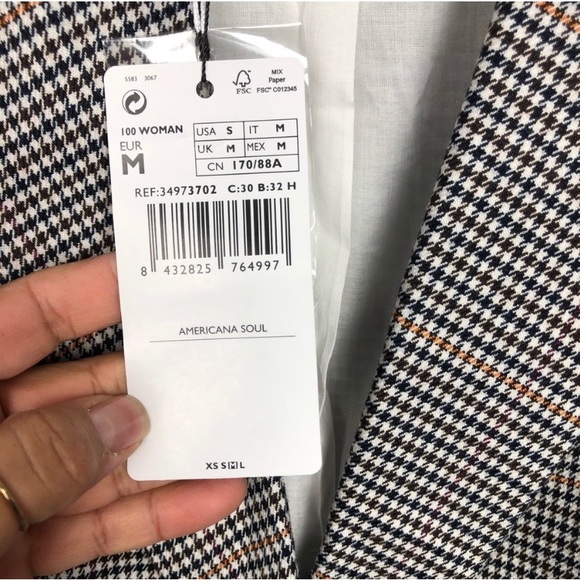 5583 3067
FSC
MIX
Paper
FSC® C012345
100 WOMAN
EUR
M
USA S IT M
UK M MEX M
CN 170/88A
REF:34973702 C:30 B:32 H
8 432825 764997
AMERICANA SOUL
XS S M L